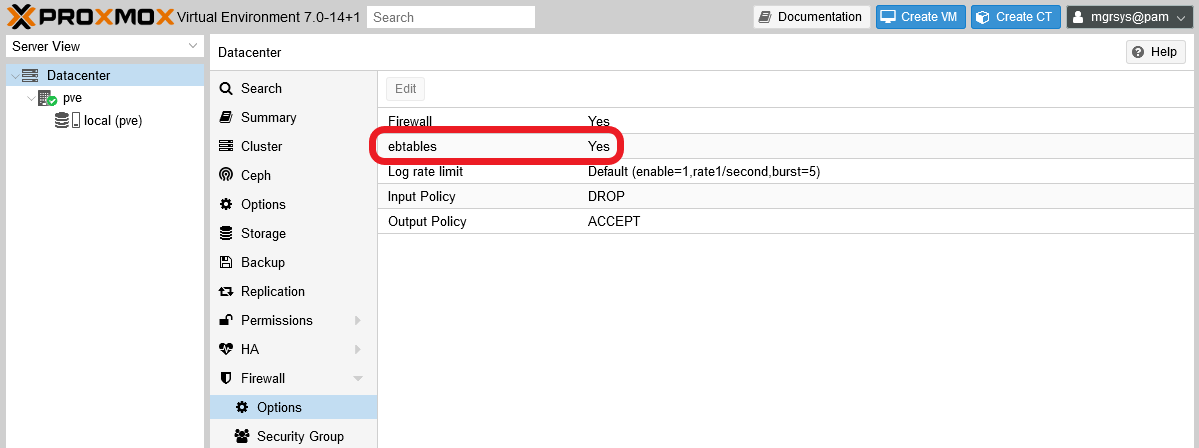 PROXMOX Virtual Environment 7.0-14+1 Search Documentation Create VM Create CT mgrsys@pam
Server View
Datacenter
pve
local (pve)
Datacenter Help
Search
Summary
Cluster
Ceph
Options
Storage
Backup
Replication
Permissions
HA
Firewall
Options
Security Group
Edit
Firewall Yes
ebtables Yes
Log rate limit Default (enable=1,rate1/second,burst=5)
Input Policy DROP
Output Policy ACCEPT